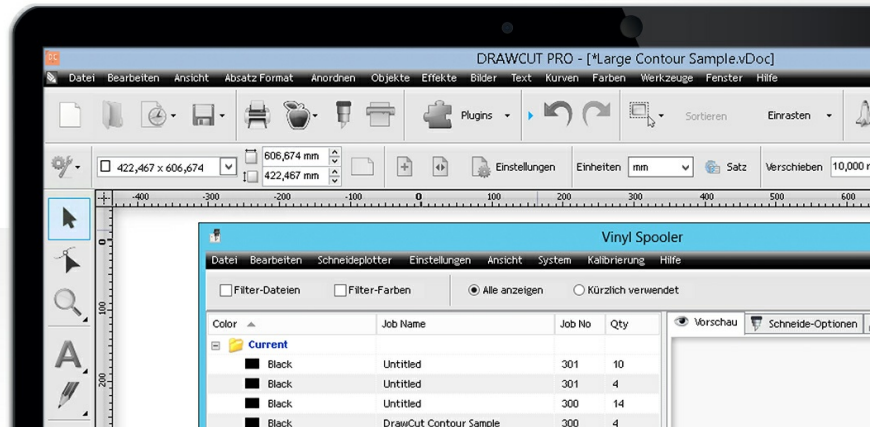 DRAWCUT PRO - [*Large Contour Sample.vDoc]
Datei Bearbeiten Ansicht Absatz Format Anordnen Objekte Effekte Bilder Text Kurven Farben Werkzeuge Fenster Hilfe
Plugins Sortieren Einrasten
606,674 mm
422,467 x 606,674 Einstellungen Einheiten mm Satz Verschieben 10,000
422,467 mm
-400 -300 -200 -100 0 100 200 300 400 500 600
Vinyl Spooler
0
Datei Bearbeiten Schneideplotter Einstellungen Ansicht System Kalibrierung Hilfe
Filter-Dateien Filter-Farben Alle anzeigen Kürzlich verwendet
100
Color Job Name Job No Qty Vorschau Schneide-Optionen
Current
Black Untitled 301 10
A
Black Untitled 301 4
200
Black Untitled 300 14
Black DrawCut Contour Sample 300 4